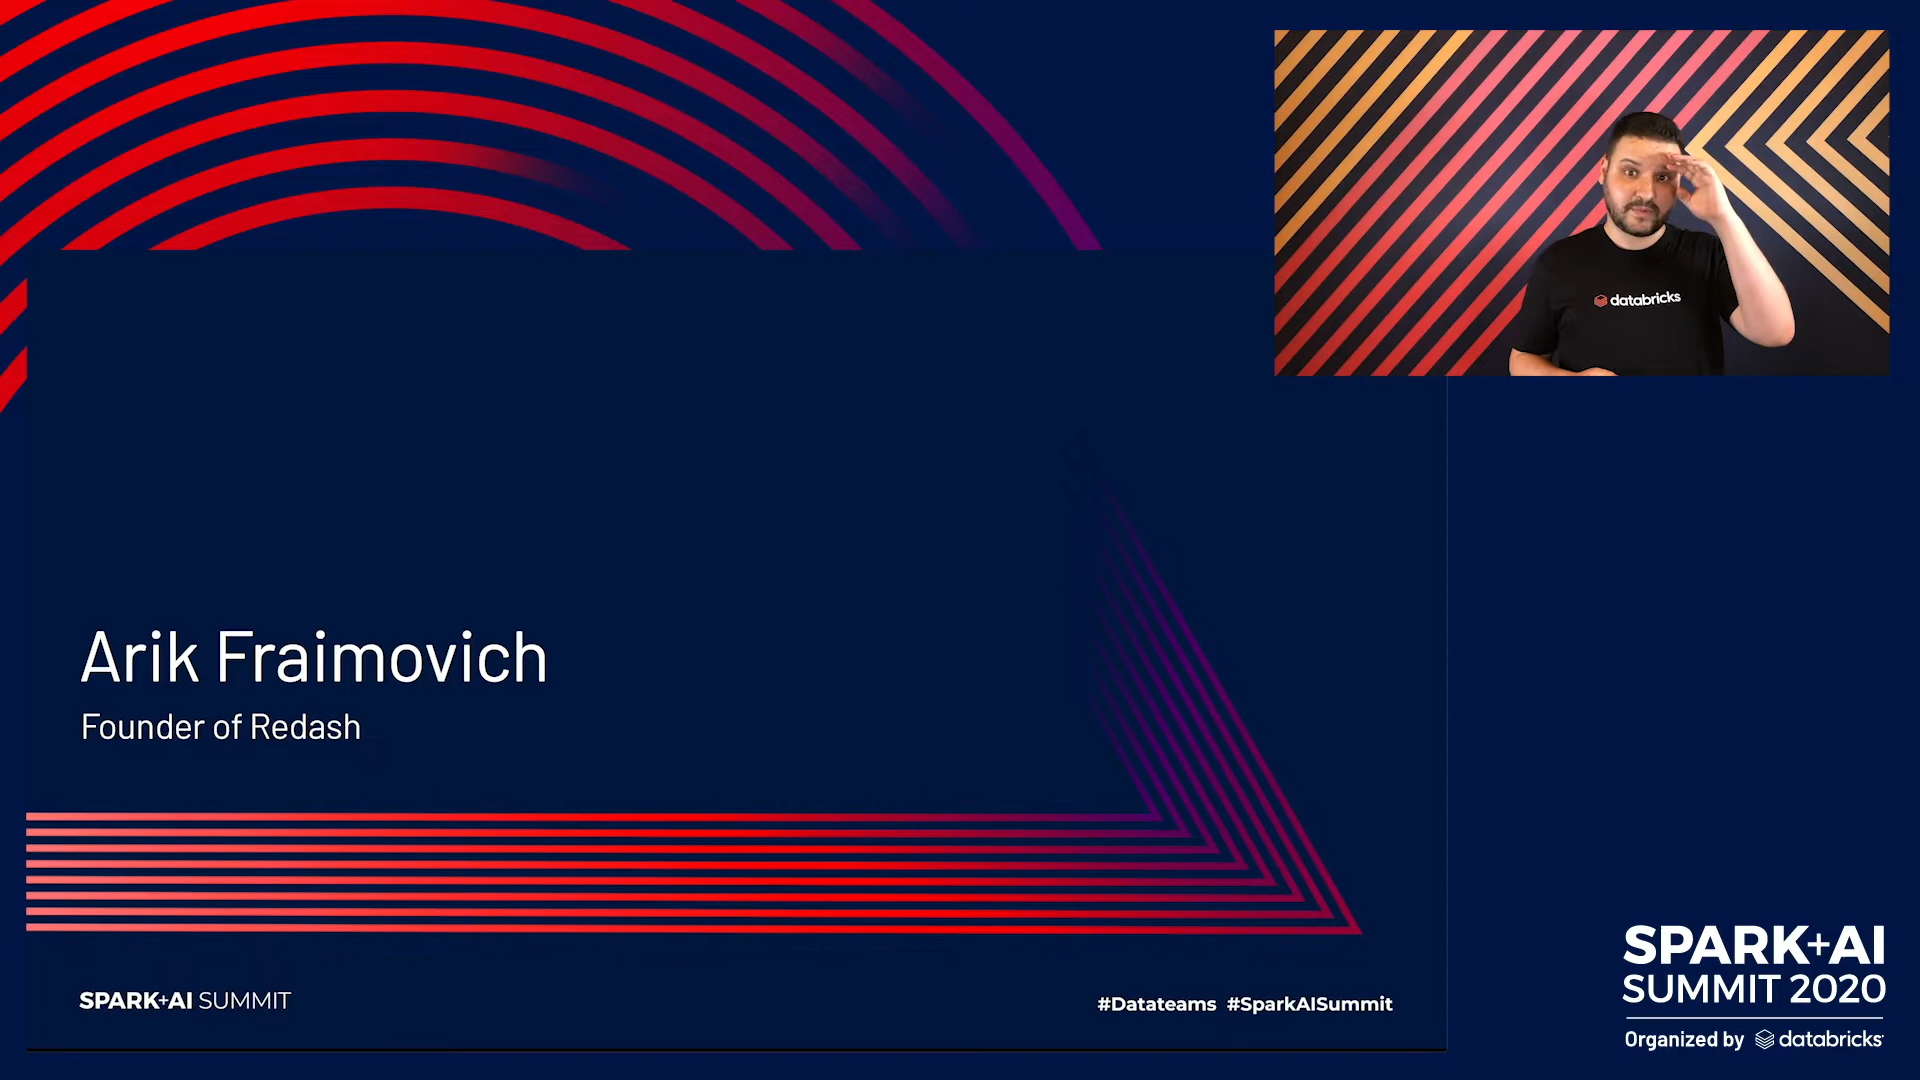 databricks
Arik Fraimovich
Founder of Redash
SPARK+AI SUMMIT
#Datateams #SparkAISummit
SPARK+AI
SUMMIT 2020
Organized by databricks